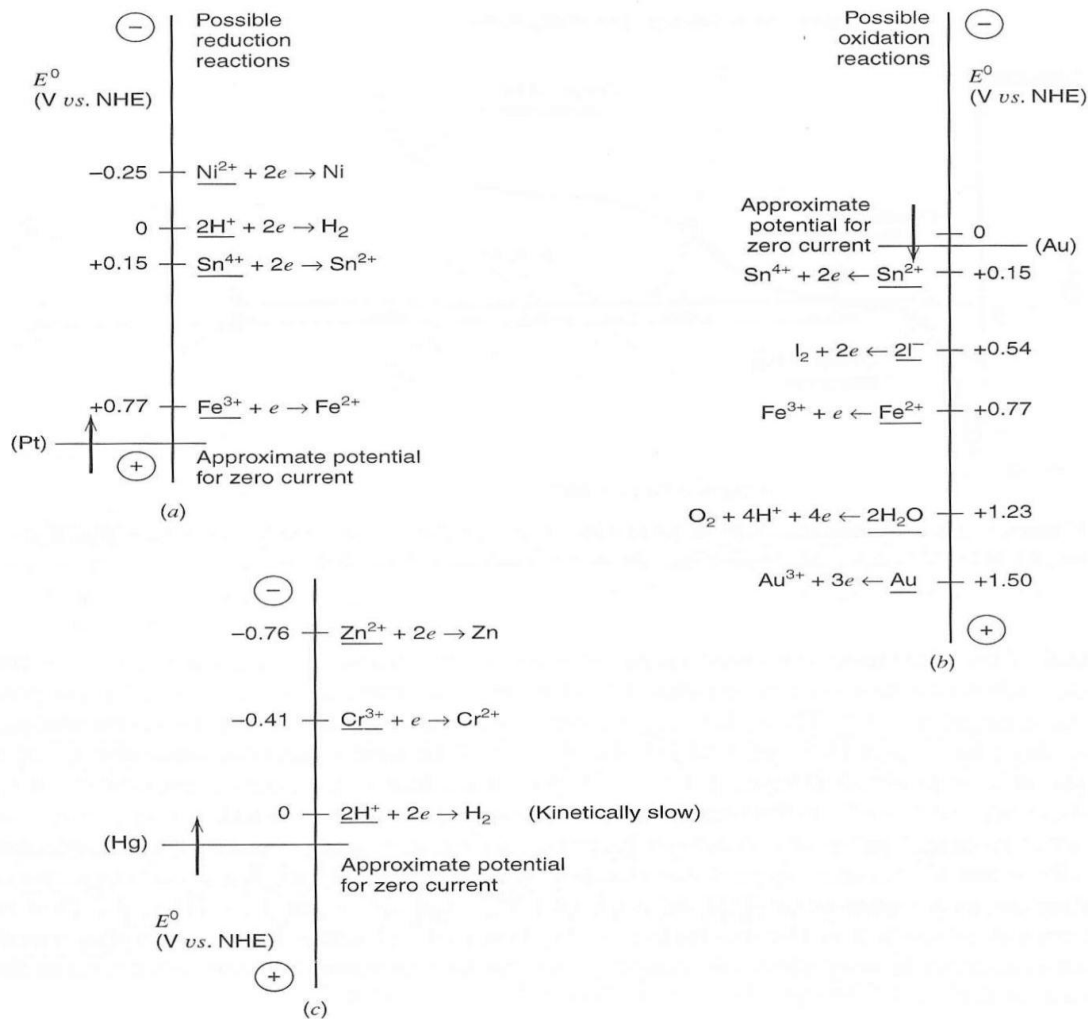 Possible
reduction
reactions
E⁰
(V vs. NHE)
−0.25 Ni²⁺ + 2e → Ni
0 2H⁺ + 2e → H₂
+0.15 Sn⁴⁺ + 2e → Sn²⁺
+0.77 Fe³⁺ + e → Fe²⁺
(Pt)
Approximate potential
for zero current
(a)
Possible
oxidation
reactions
E⁰
(V vs. NHE)
Approximate
potential for
zero current
0
(Au)
Sn⁴⁺ + 2e ← Sn²⁺ +0.15
I₂ + 2e ← 2I⁻ +0.54
Fe³⁺ + e ← Fe²⁺ +0.77
O₂ + 4H⁺ + 4e ← 2H₂O +1.23
Au³⁺ + 3e ← Au +1.50
(b)
−0.76 Zn²⁺ + 2e → Zn
−0.41 Cr³⁺ + e → Cr²⁺
0 2H⁺ + 2e → H₂ (Kinetically slow)
(Hg)
Approximate potential
for zero current
E⁰
(V vs. NHE)
(c)